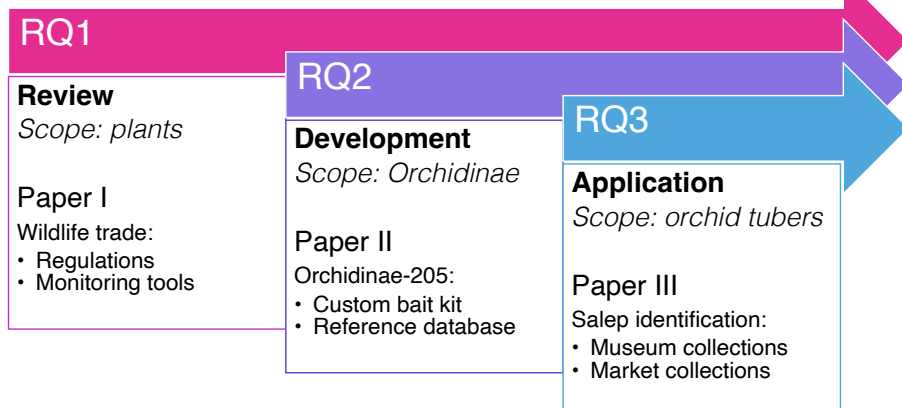 RQ1
Review
Scope: plants
Paper I
Wildlife trade:
• Regulations
• Monitoring tools
RQ2
Development
Scope: Orchidinae
Paper II
Orchidinae-205:
• Custom bait kit
• Reference database
RQ3
Application
Scope: orchid tubers
Paper III
Salep identification:
• Museum collections
• Market collections